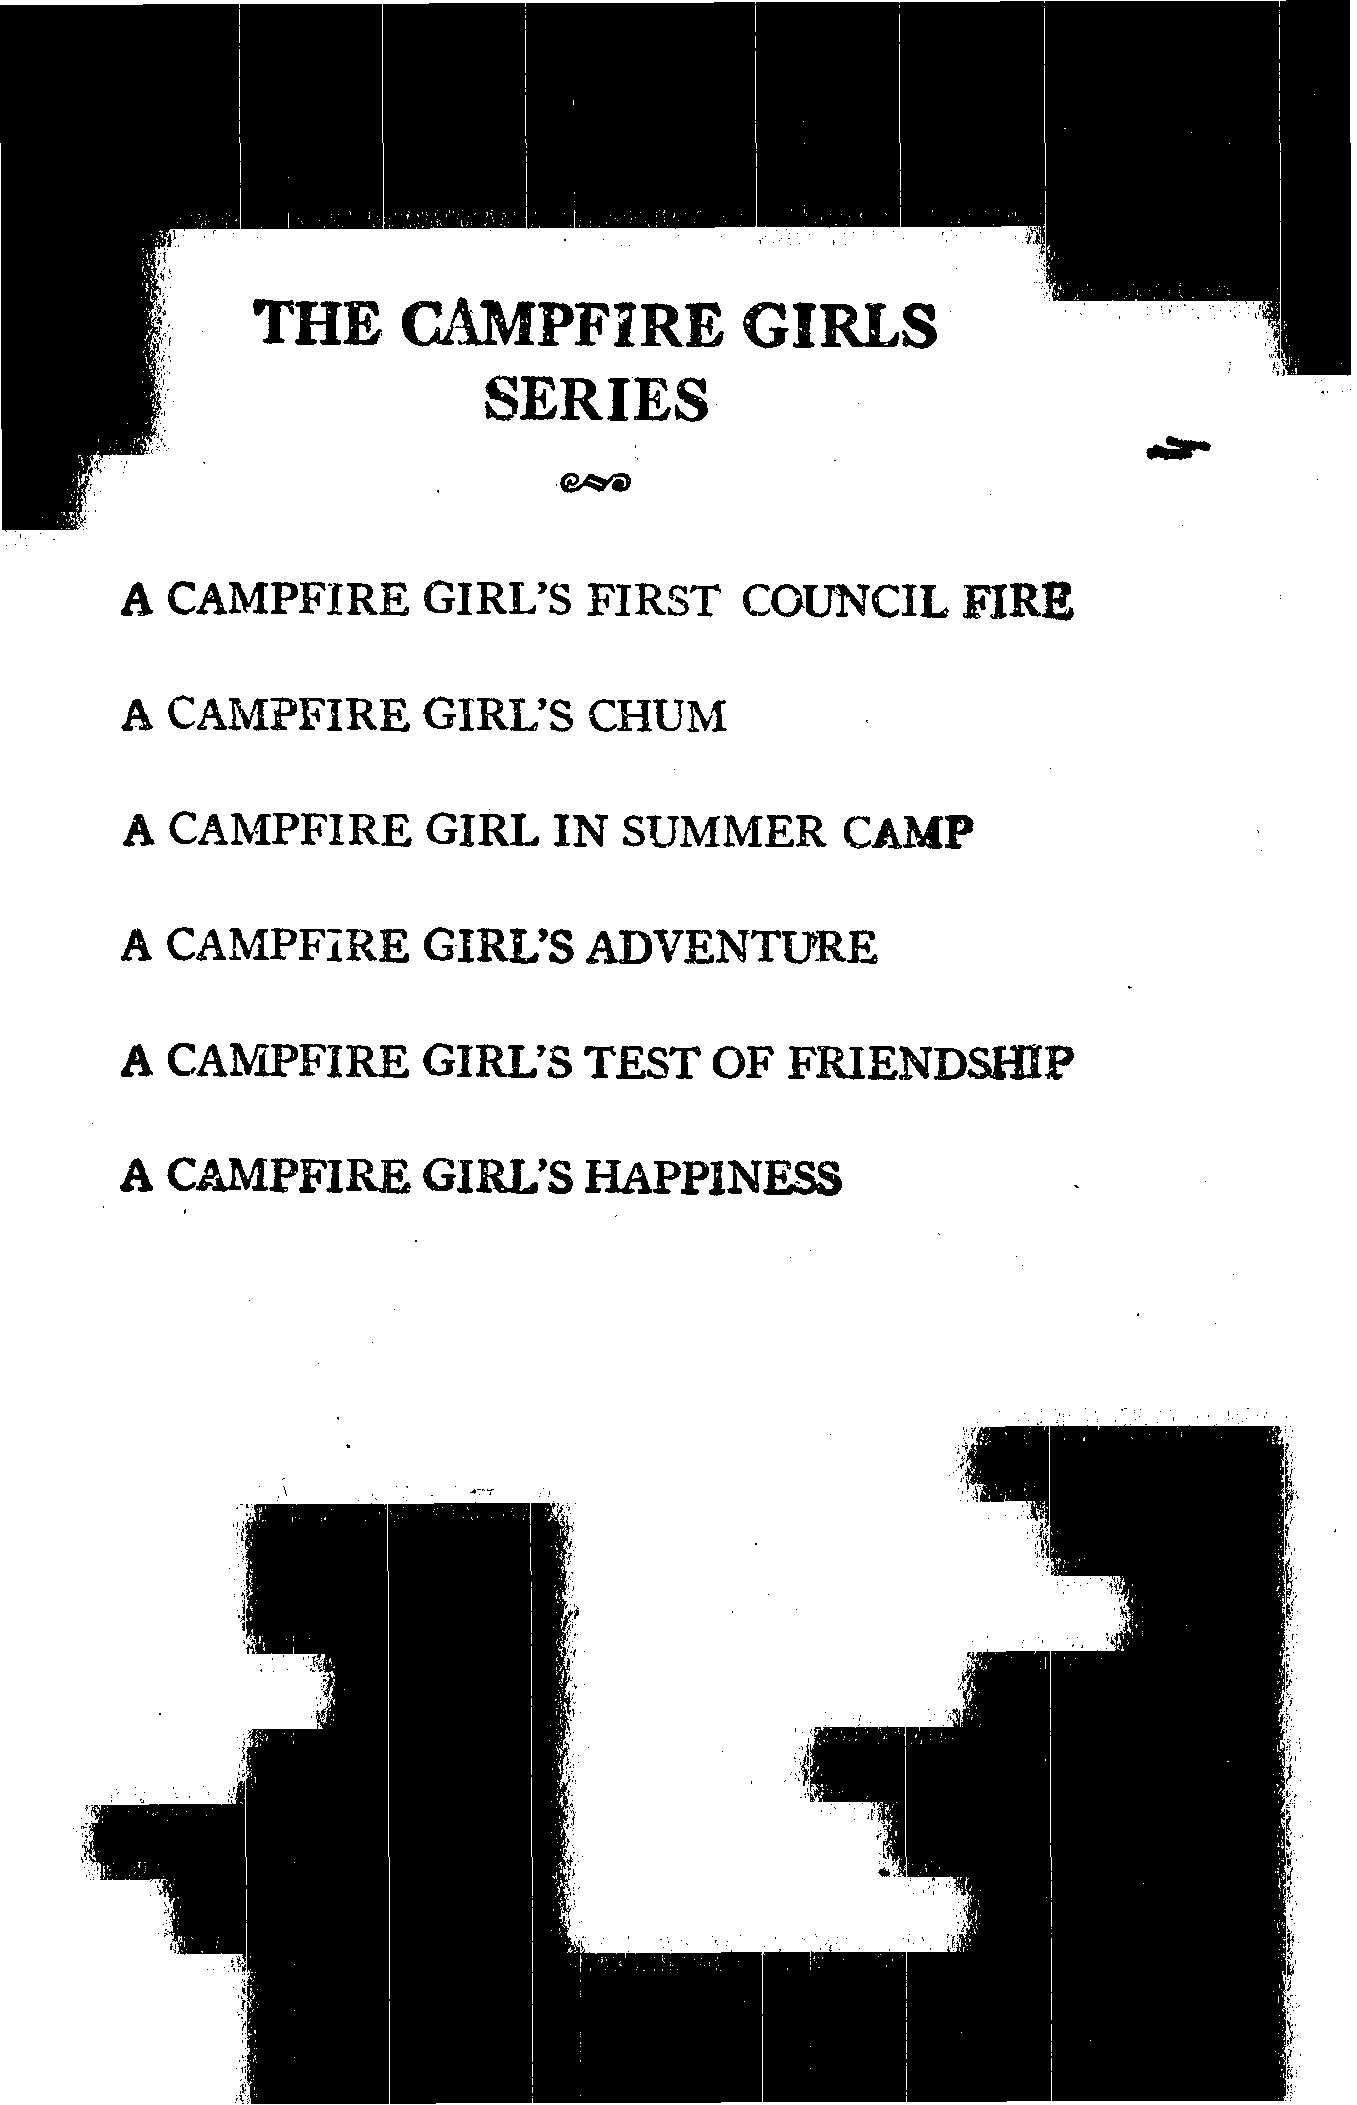 THE CAMPFIRE GIRLS
SERIES
A CAMPFIRE GIRL'S FIRST COUNCIL FIRE
A CAMPFIRE GIRL'S CHUM
A CAMPFIRE GIRL IN SUMMER CAMP
A CAMPFIRE GIRL'S ADVENTURE
A CAMPFIRE GIRL'S TEST OF FRIENDSHIP
A CAMPFIRE GIRL'S HAPPINESS